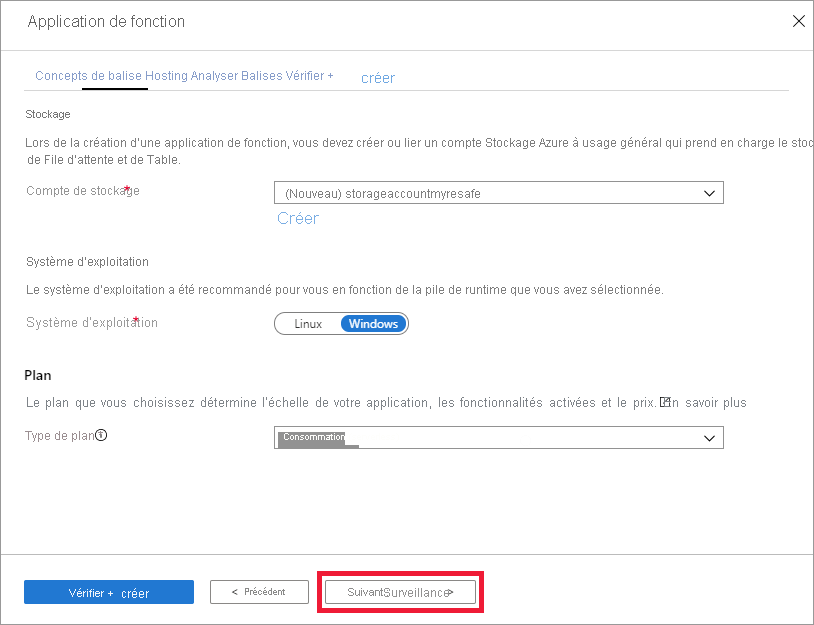 Application de fonction
Concepts de balise Hosting Analyser Balises Vérifier + créer
Stockage
Lors de la création d'une application de fonction, vous devez créer ou lier un compte Stockage Azure à usage général qui prend en charge le stoc
de File d'attente et de Table.
Compte de stockage * (Nouveau) storageaccountmyresafe
Créer
Système d'exploitation
Le système d'exploitation a été recommandé pour vous en fonction de la pile de runtime que vous avez sélectionnée.
Système d'exploitation * Linux Windows
Plan
Le plan que vous choisissez détermine l'échelle de votre application, les fonctionnalités activées et le prix. En savoir plus
Type de plan Consommation
Vérifier + créer < Précédent SuivantSurveillance>